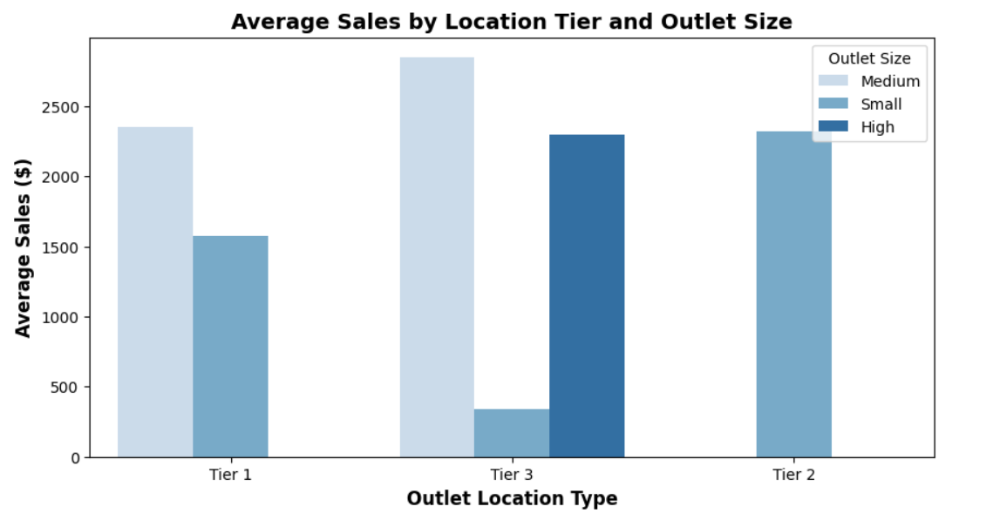 Average Sales by Location Tier and Outlet Size
Outlet Size
Medium
Small
High
Average Sales ($)
2500
2000
1500
1000
500
0
Tier 1
Tier 3
Tier 2
Outlet Location Type